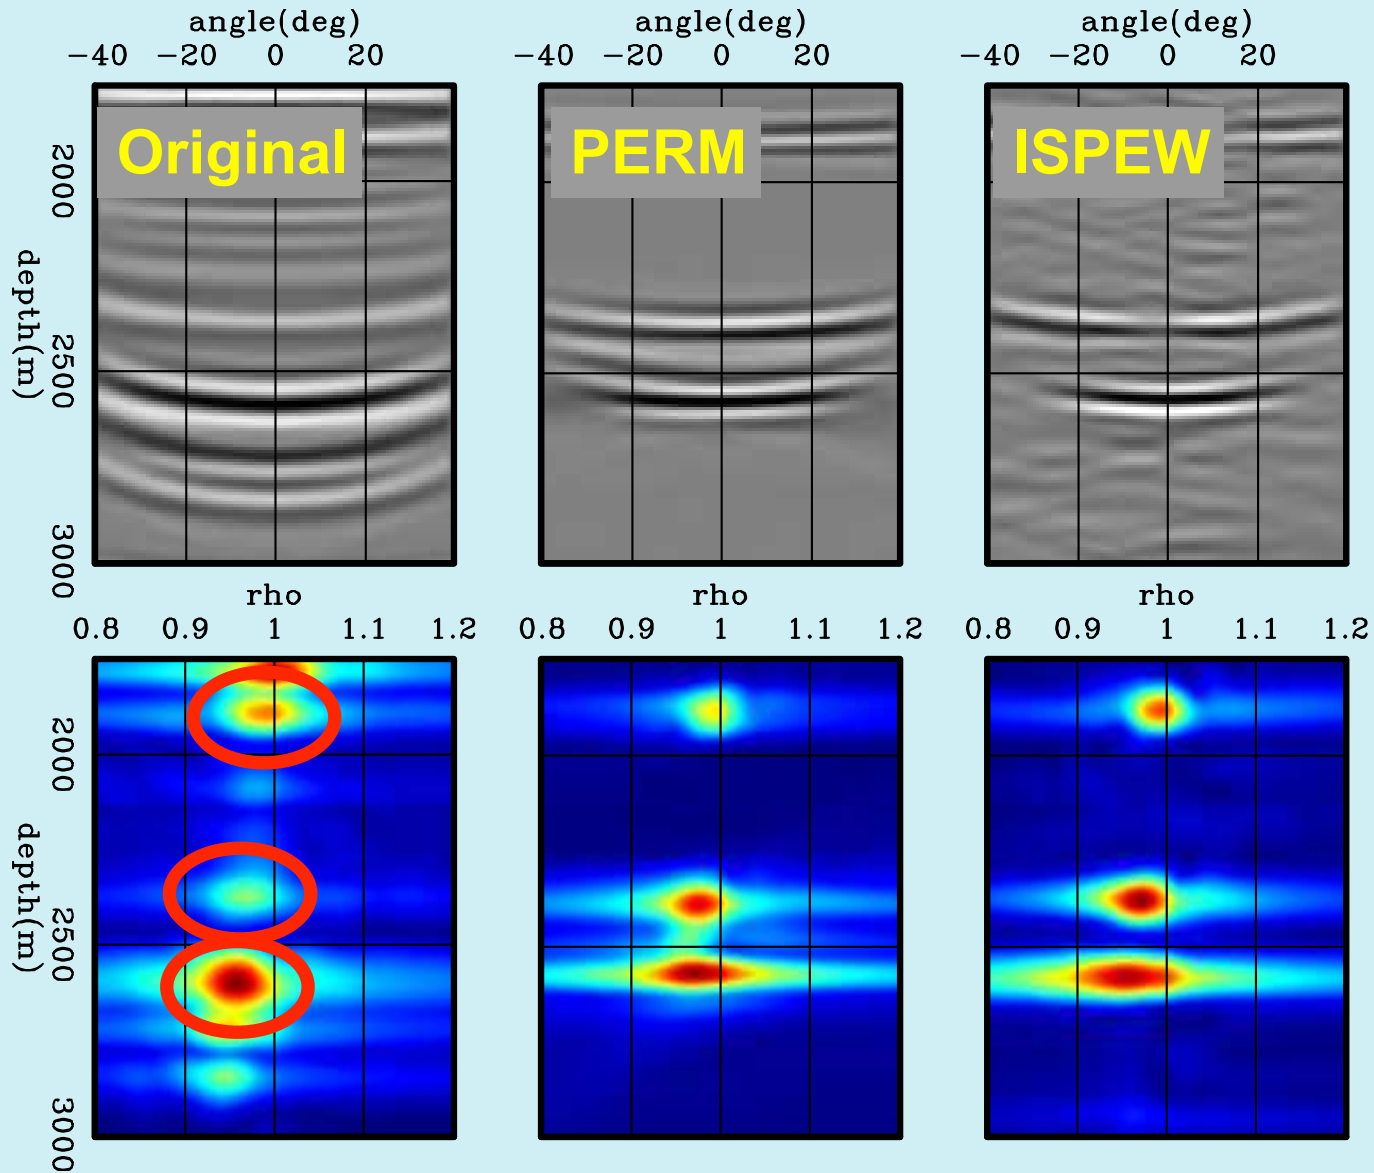 angle(deg) angle(deg) angle(deg)
−40 −20 0 20 −40 −20 0 20 −40 −20 0 20
Original PERM ISPEW
depth(m)
2000 2500 3000
rho rho rho
0.8 0.9 1 1.1 1.2 0.8 0.9 1 1.1 1.2 0.8 0.9 1 1.1 1.2
depth(m)
2000 2500 3000